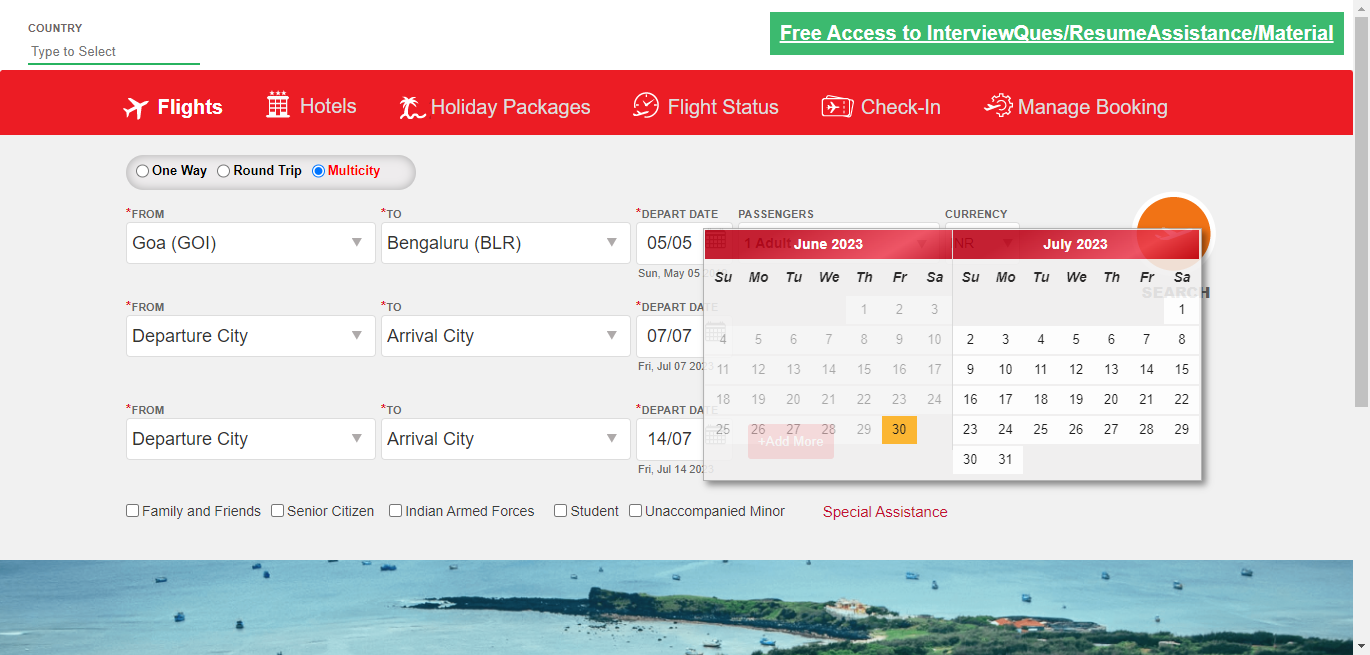 COUNTRY
Type to Select
Free Access to InterviewQues/ResumeAssistance/Material
Flights Hotels Holiday Packages Flight Status Check-In Manage Booking
One Way Round Trip Multicity
*FROM *TO *DEPART DATE PASSENGERS CURRENCY
Goa (GOI) Bengaluru (BLR) 05/05 1 Adult NR
Sun, May 05 20
SEARCH
*FROM *TO *DEPART DATE
Departure City Arrival City 07/07
Fri, Jul 07 2023
*FROM *TO *DEPART DATE
Departure City Arrival City 14/07
Fri, Jul 14 2023
+Add More
June 2023 July 2023
Su Mo Tu We Th Fr Sa Su Mo Tu We Th Fr Sa
1 2 3 1
4 5 6 7 8 9 10 2 3 4 5 6 7 8
11 12 13 14 15 16 17 9 10 11 12 13 14 15
18 19 20 21 22 23 24 16 17 18 19 20 21 22
25 26 27 28 29 30 23 24 25 26 27 28 29
30 31
Family and Friends Senior Citizen Indian Armed Forces Student Unaccompanied Minor Special Assistance